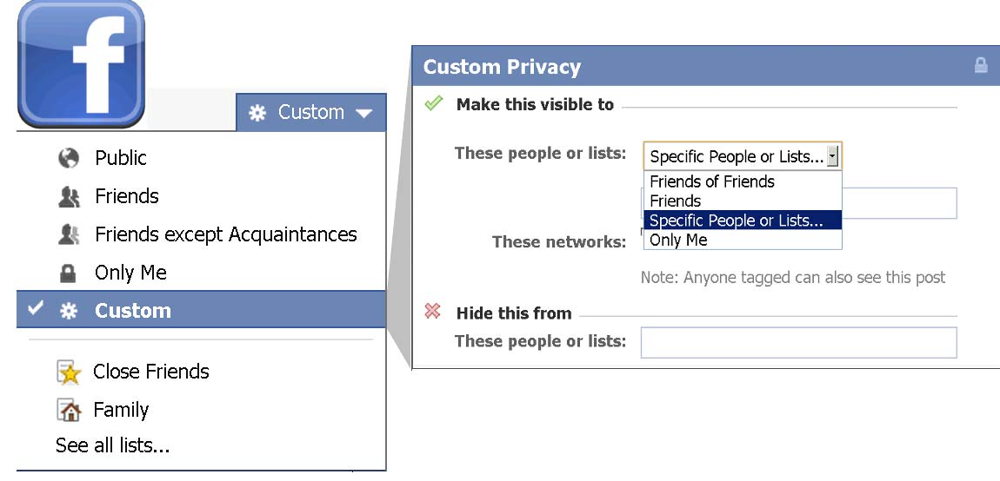 f
Custom
Public
Friends
Friends except Acquaintances
Only Me
Custom
Close Friends
Family
See all lists...
Custom Privacy
Make this visible to
These people or lists: Specific People or Lists...
Friends of Friends
Friends
Specific People or Lists...
These networks:
Only Me
Note: Anyone tagged can also see this post
Hide this from
These people or lists: